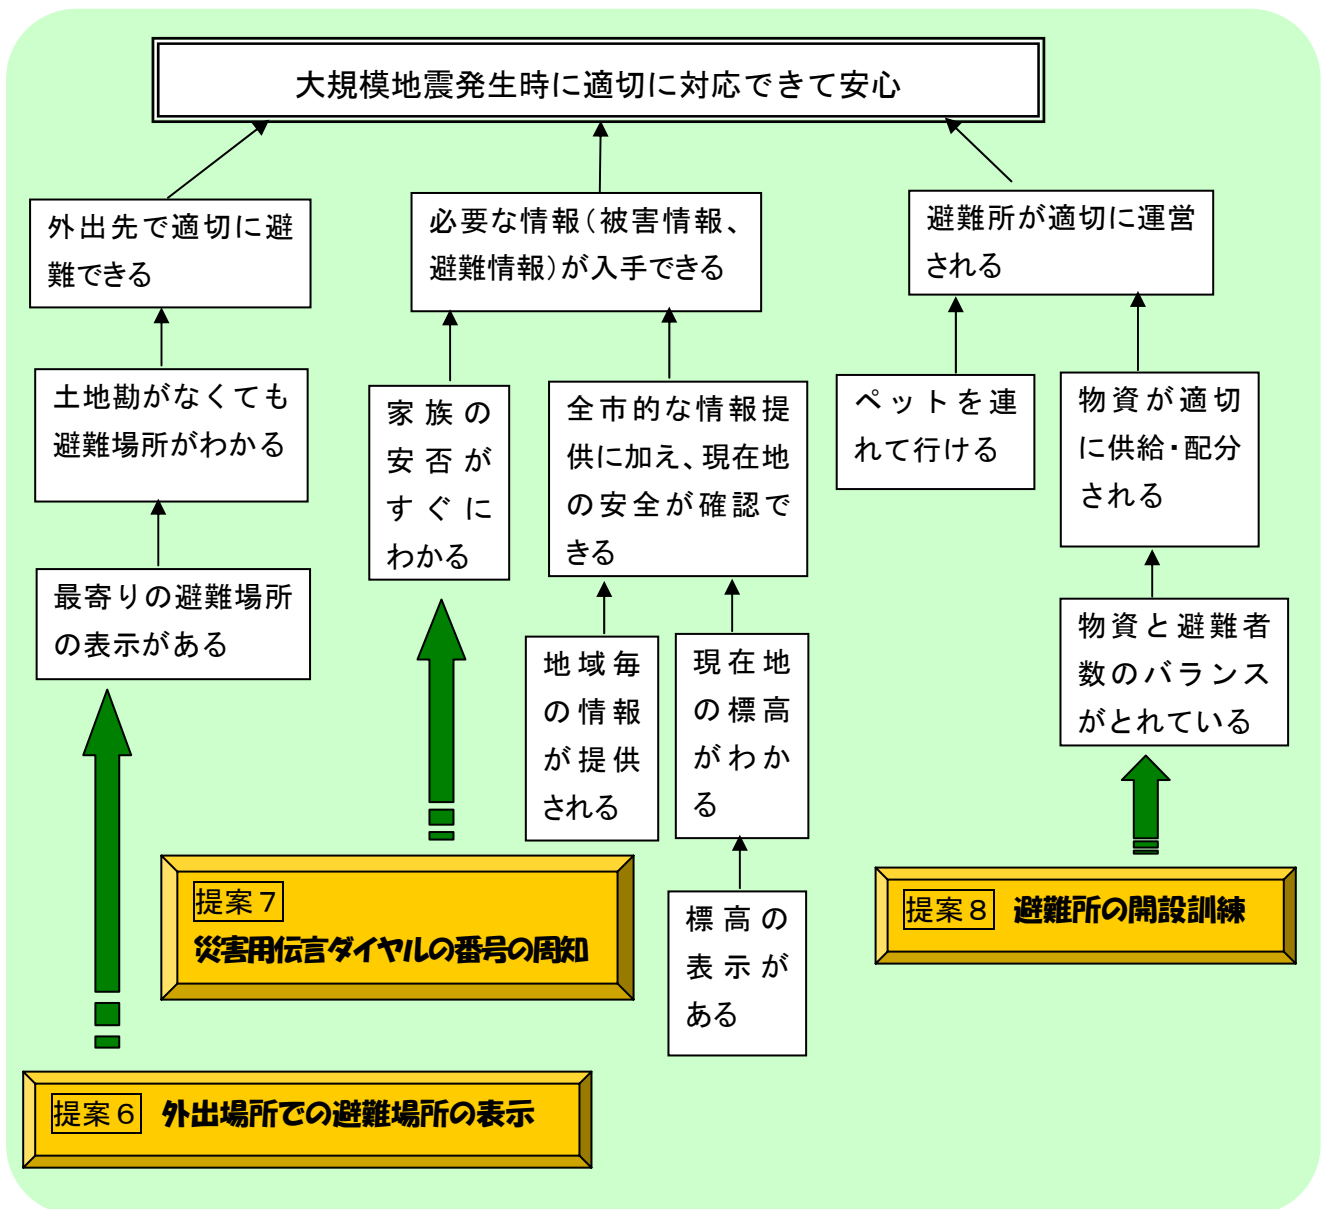 大規模地震発生時に適切に対応できて安心
外出先で適切に避
難できる
必要な情報(被害情報、
避難情報)が入手できる
避難所が適切に運営
される
土地勘がなくても
避難場所がわかる
家族の
安否が
すぐに
わかる
全市的な情報提
供に加え、現在地
の安全が確認で
きる
ペットを連
れて行ける
物資が適切
に供給・配分
される
最寄りの避難場所
の表示がある
地域毎
の情報
が提供
される
現在地
の標高
がわか
る
物資と避難者
数のバランス
がとれている
標高の
表示が
ある
提案7
災害用伝言ダイヤルの番号の周知
提案8 避難所の開設訓練
提案6 外出場所での避難場所の表示